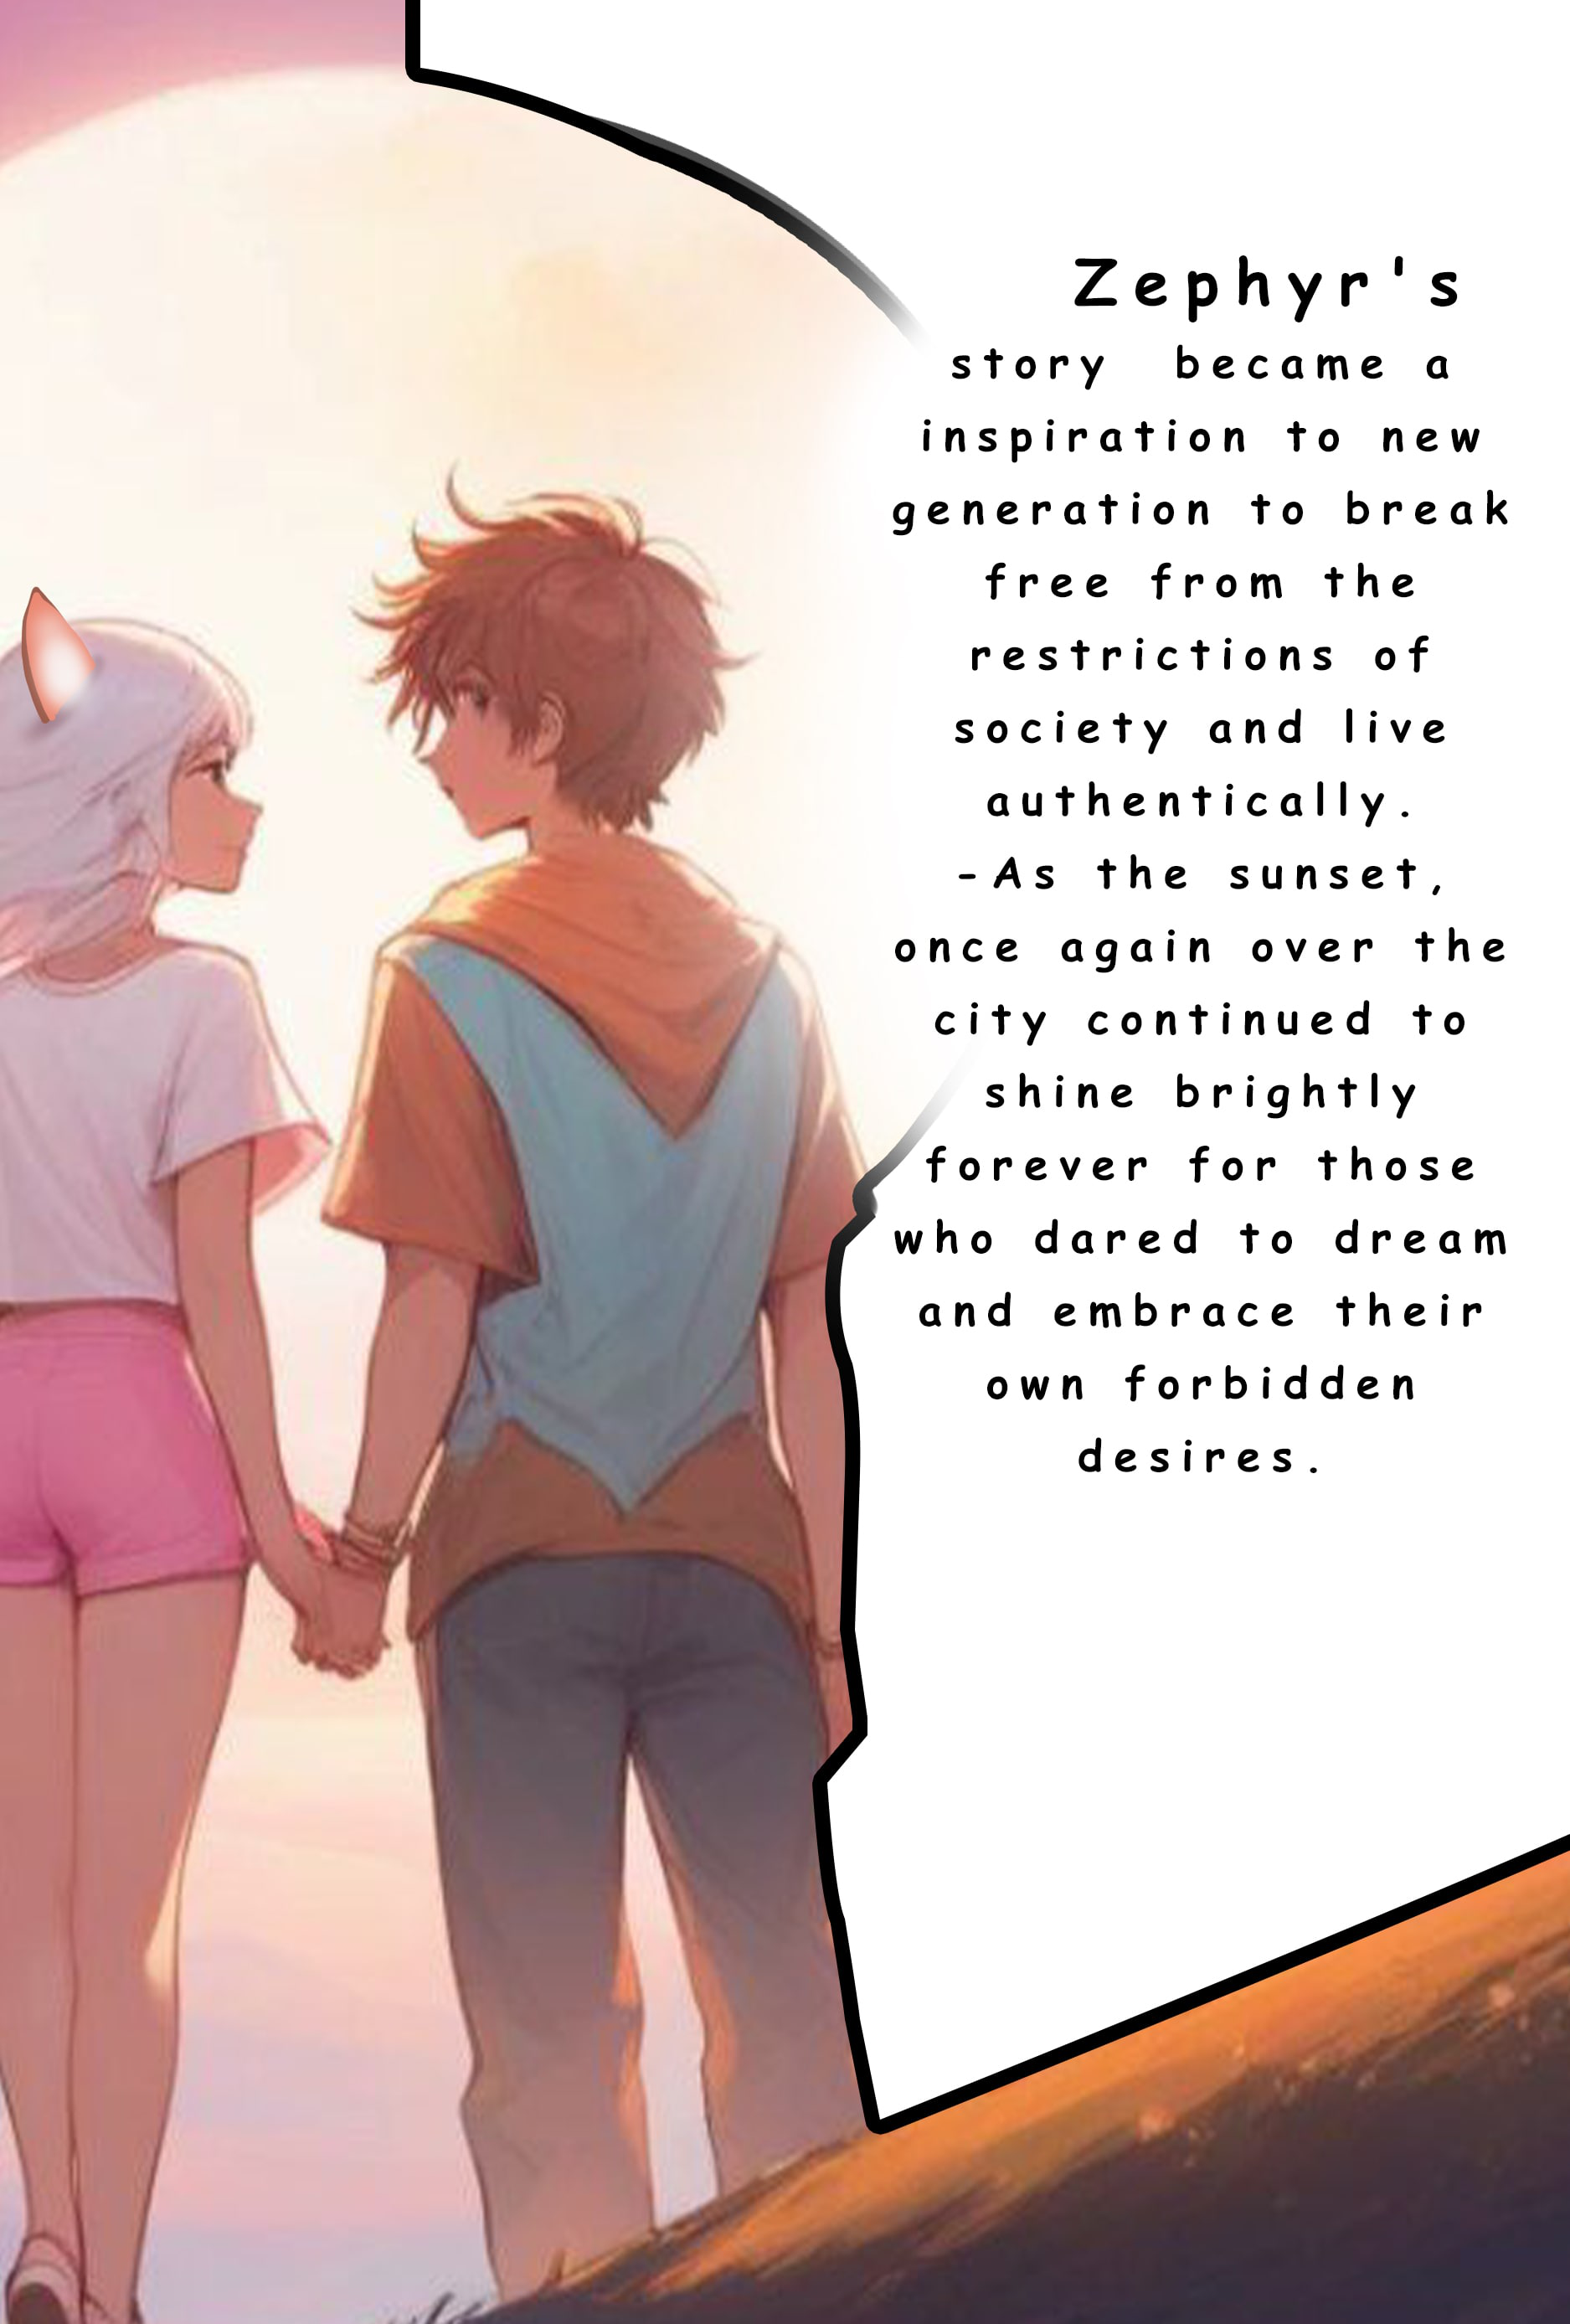 Zephyr's
story became a
inspiration to new
generation to break
free from the
restrictions of
society and live
authentically.
-As the sunset,
once again over the
city continued to
shine brightly
forever for those
who dared to dream
and embrace their
own forbidden
desires.